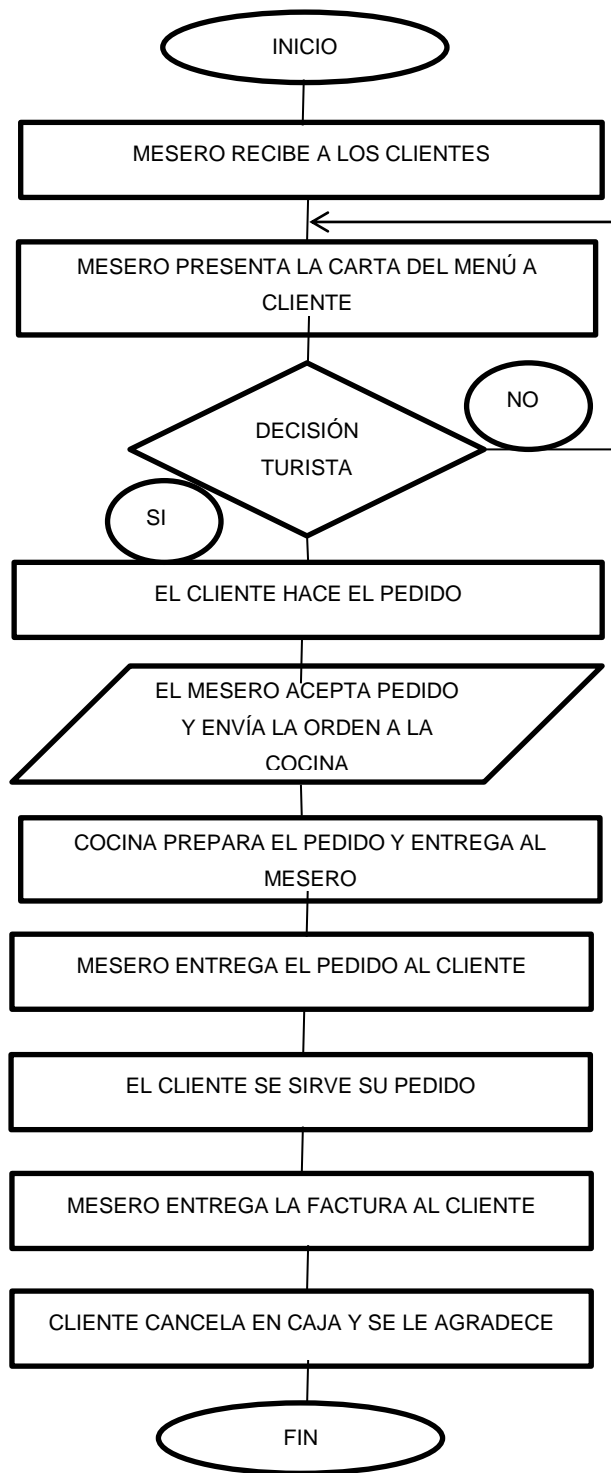 INICIO
MESERO RECIBE A LOS CLIENTES
MESERO PRESENTA LA CARTA DEL MENÚ A
CLIENTE
DECISIÓN
TURISTA
NO
SI
EL CLIENTE HACE EL PEDIDO
EL MESERO ACEPTA PEDIDO
Y ENVÍA LA ORDEN A LA
COCINA
COCINA PREPARA EL PEDIDO Y ENTREGA AL
MESERO
MESERO ENTREGA EL PEDIDO AL CLIENTE
EL CLIENTE SE SIRVE SU PEDIDO
MESERO ENTREGA LA FACTURA AL CLIENTE
CLIENTE CANCELA EN CAJA Y SE LE AGRADECE
FIN